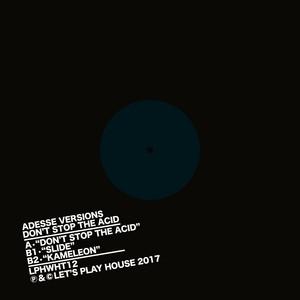 ADESSE VERSIONS
DON'T STOP THE ACID
A•"DON'T STOP THE ACID"
B1•"SLIDE"
B2•"KAMELEON"
LPHWHT12
℗&©LET'S PLAY HOUSE 2017